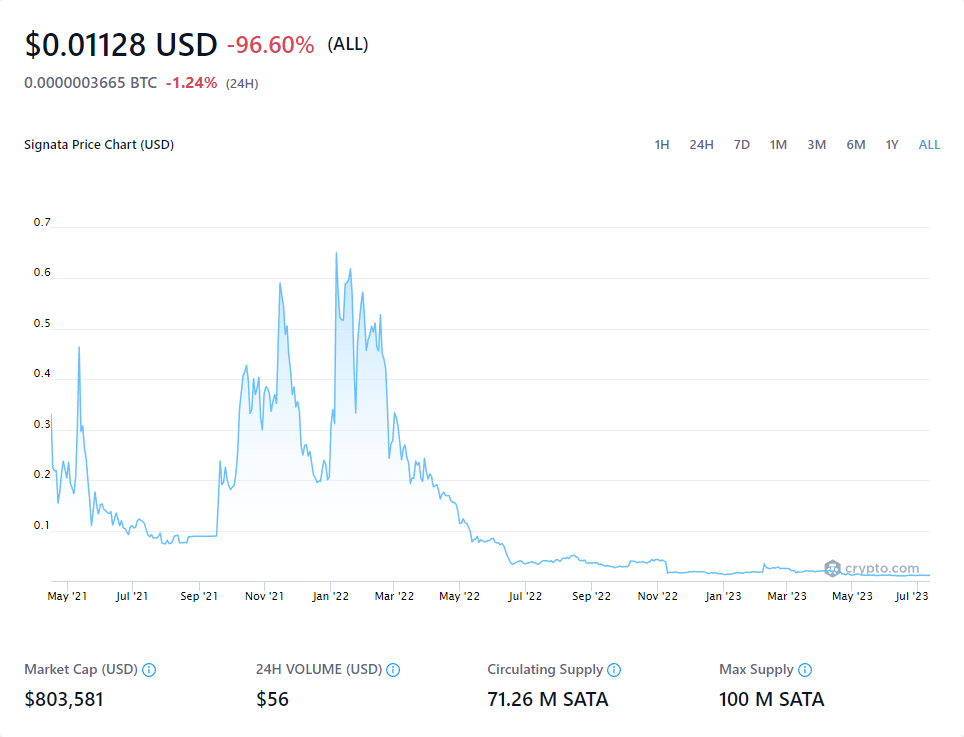 $0.01128 USD -96.60% (ALL)
0.0000003665 BTC -1.24% (24H)
Signata Price Chart (USD) 1H 24H 7D 1M 3M 6M 1Y ALL
0.7
0.6
0.5
0.4
0.3
0.2
0.1
crypto.com
May '21 Jul '21 Sep '21 Nov '21 Jan '22 Mar '22 May '22 Jul '22 Sep '22 Nov '22 Jan '23 Mar '23 May '23 Jul '23
Market Cap (USD) 24H VOLUME (USD) Circulating Supply Max Supply
$803,581 $56 71.26 M SATA 100 M SATA